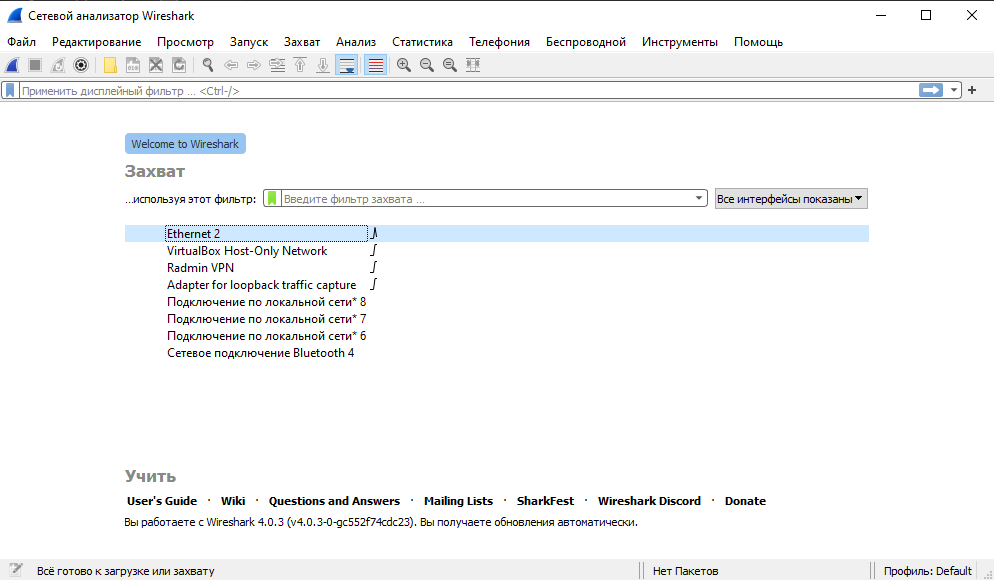 Сетевой анализатор Wireshark
Файл Редактирование Просмотр Запуск Захват Анализ Статистика Телефония Беспроводной Инструменты Помощь
Применить дисплейный фильтр ... <Ctrl-/>
Welcome to Wireshark
Захват
...используя этот фильтр: Введите фильтр захвата ... Все интерфейсы показаны
Ethernet 2
VirtualBox Host-Only Network
Radmin VPN
Adapter for loopback traffic capture
Подключение по локальной сети* 8
Подключение по локальной сети* 7
Подключение по локальной сети* 6
Сетевое подключение Bluetooth 4
Учить
User's Guide · Wiki · Questions and Answers · Mailing Lists · SharkFest · Wireshark Discord · Donate
Вы работаете с Wireshark 4.0.3 (v4.0.3-0-gc552f74cdc23). Вы получаете обновления автоматически.
Всё готово к загрузке или захвату Нет Пакетов Профиль: Default